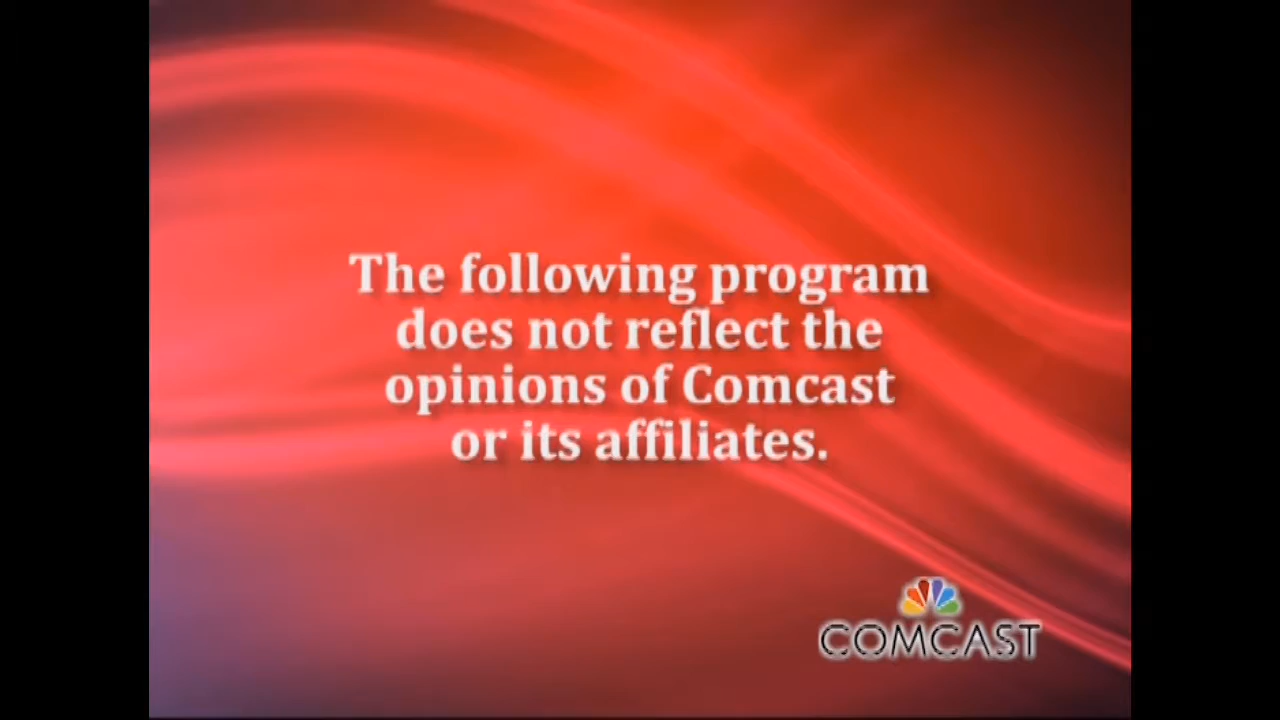 The following program
does not reflect the
opinions of Comcast
or its affiliates.
COMCAST